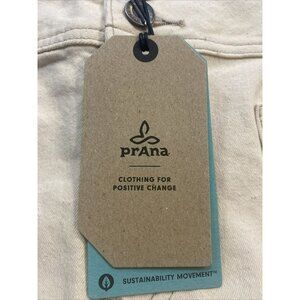 prAna
CLOTHING FOR
POSITIVE CHANGE
SUSTAINABILITY MOVEMENT™